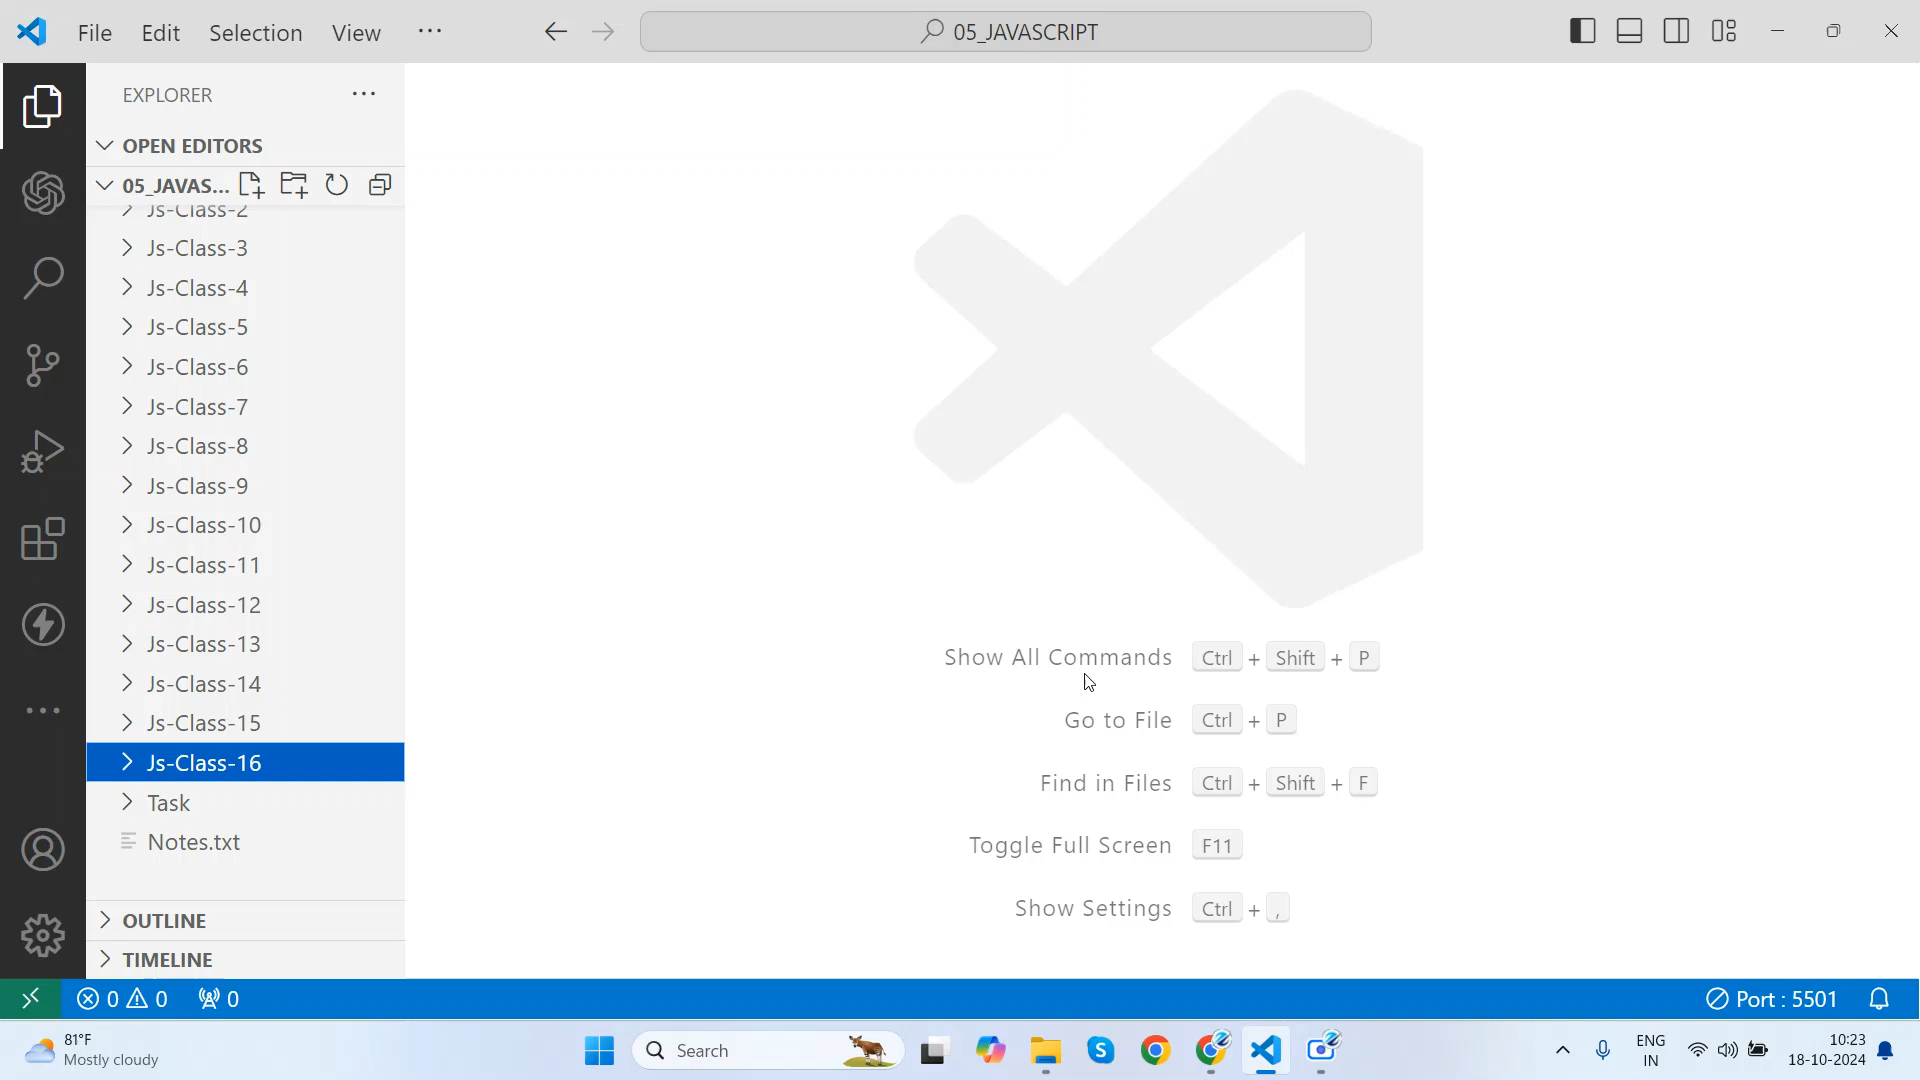 File Edit Selection View ... 05_JAVASCRIPT
EXPLORER ...
OPEN EDITORS
05_JAVAS...
Js-Class-2
Js-Class-3
Js-Class-4
Js-Class-5
Js-Class-6
Js-Class-7
Js-Class-8
Js-Class-9
Js-Class-10
Js-Class-11
Js-Class-12
Js-Class-13
Js-Class-14
Js-Class-15
Js-Class-16
Task
Notes.txt
OUTLINE
TIMELINE
Show All Commands Ctrl + Shift + P
Go to File Ctrl + P
Find in Files Ctrl + Shift + F
Toggle Full Screen F11
Show Settings Ctrl + ,
0 0 0 Port : 5501
81°F
Mostly cloudy
Search
S
ENG
IN
10:23
18-10-2024